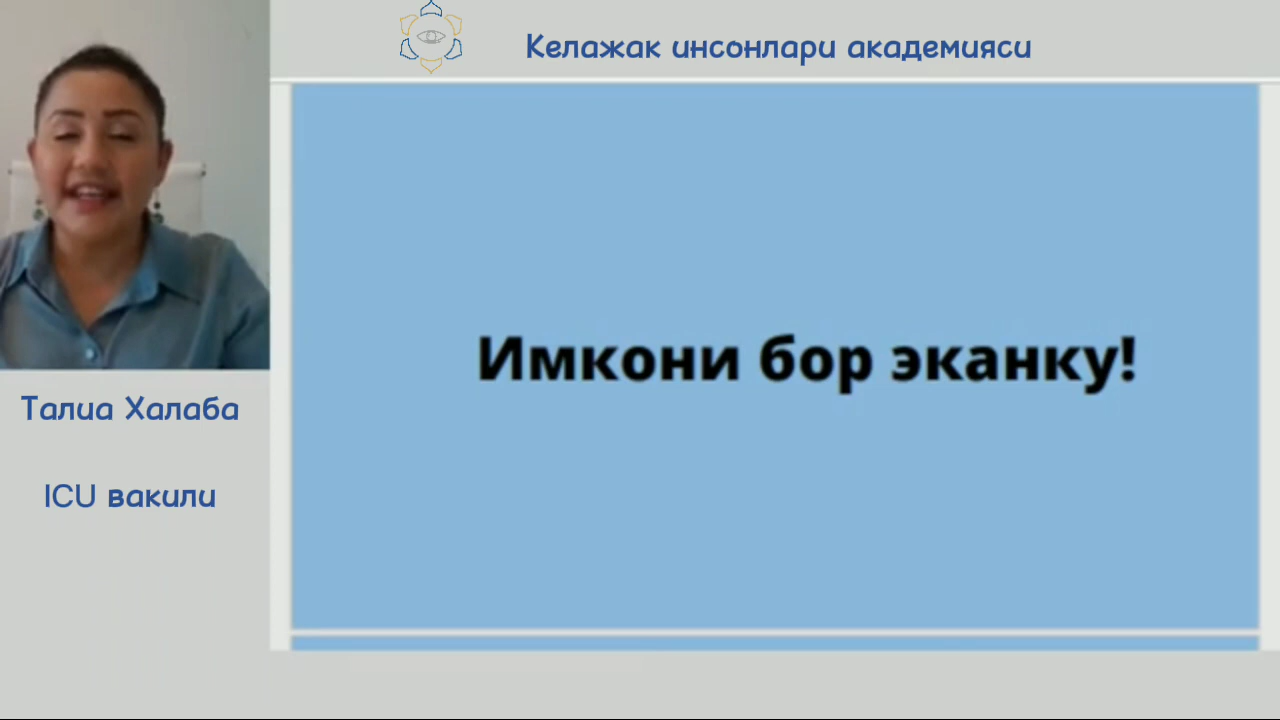 Келажак инсонлари академияси
Имкони бор эканку!
Талиа Халаба
ICU вакили